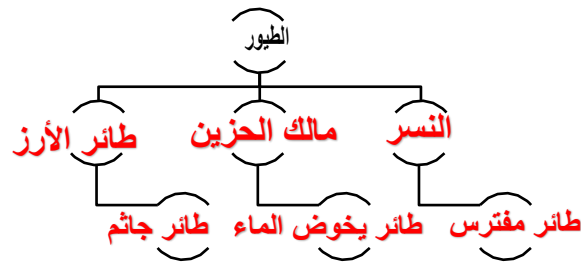 الطيور
النسر
مالك الحزين
طائر الأرز
طائر مفترس
طائر يخوض الماء
طائر جاثم